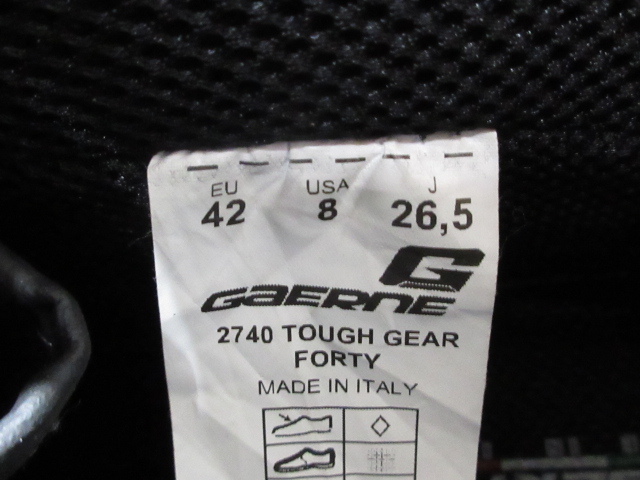 EU USA J
42 8 26,5
G
GAERNE
2740 TOUGH GEAR
FORTY
MADE IN ITALY